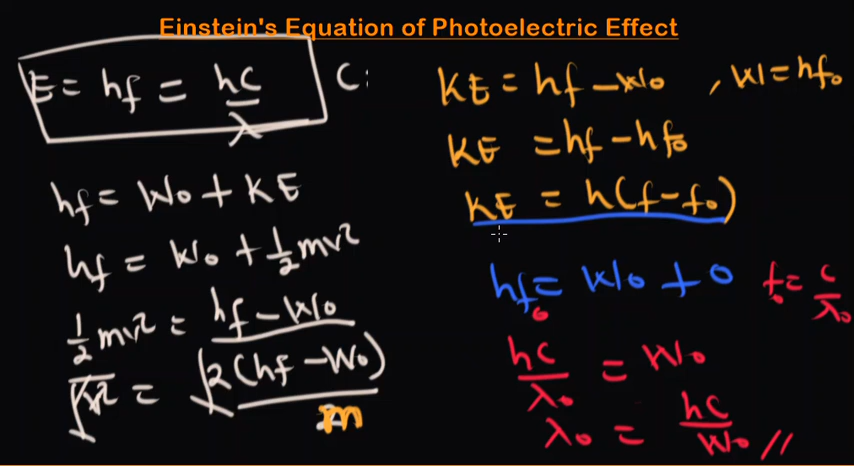 Einstein's Equation of Photoelectric Effect
E = hf = hc/λ
C:
hf = W₀ + KE
hf = W₀ + ½mv²
½mv² = hf − W₀
√v² = √2(hf − W₀)/m
KE = hf − W₀, W = hf₀
KE = hf − hf₀
KE = h(f − f₀)
hf₀ = W₀ + 0
f₀ = c/λ₀
hc/λ₀ = W₀
λ₀ = hc/W₀ //